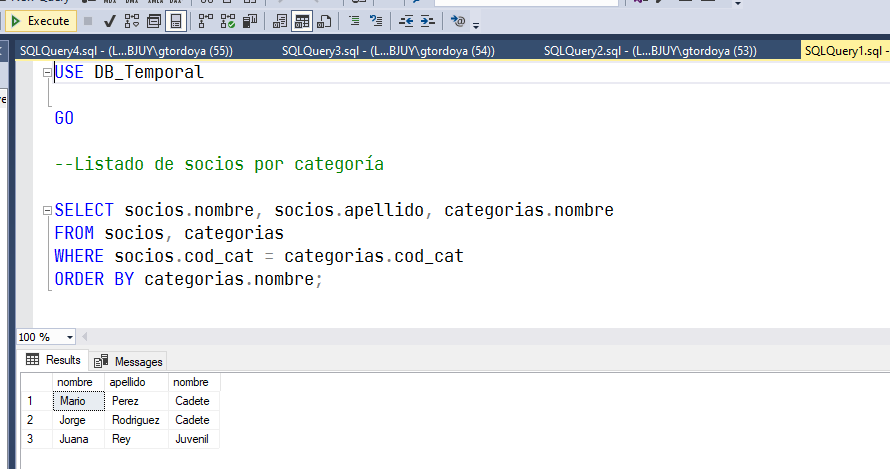 Execute
SQLQuery4.sql - (L...BJUY\gtordoya (55))
SQLQuery3.sql - (L...BJUY\gtordoya (54))
SQLQuery2.sql - (L...BJUY\gtordoya (53))
SQLQuery1.sql -
USE DB_Temporal
GO
--Listado de socios por categoría
SELECT socios.nombre, socios.apellido, categorias.nombre
FROM socios, categorias
WHERE socios.cod_cat = categorias.cod_cat
ORDER BY categorias.nombre;
100 %
Results Messages
nombre apellido nombre
1 Mario Perez Cadete
2 Jorge Rodriguez Cadete
3 Juana Rey Juvenil